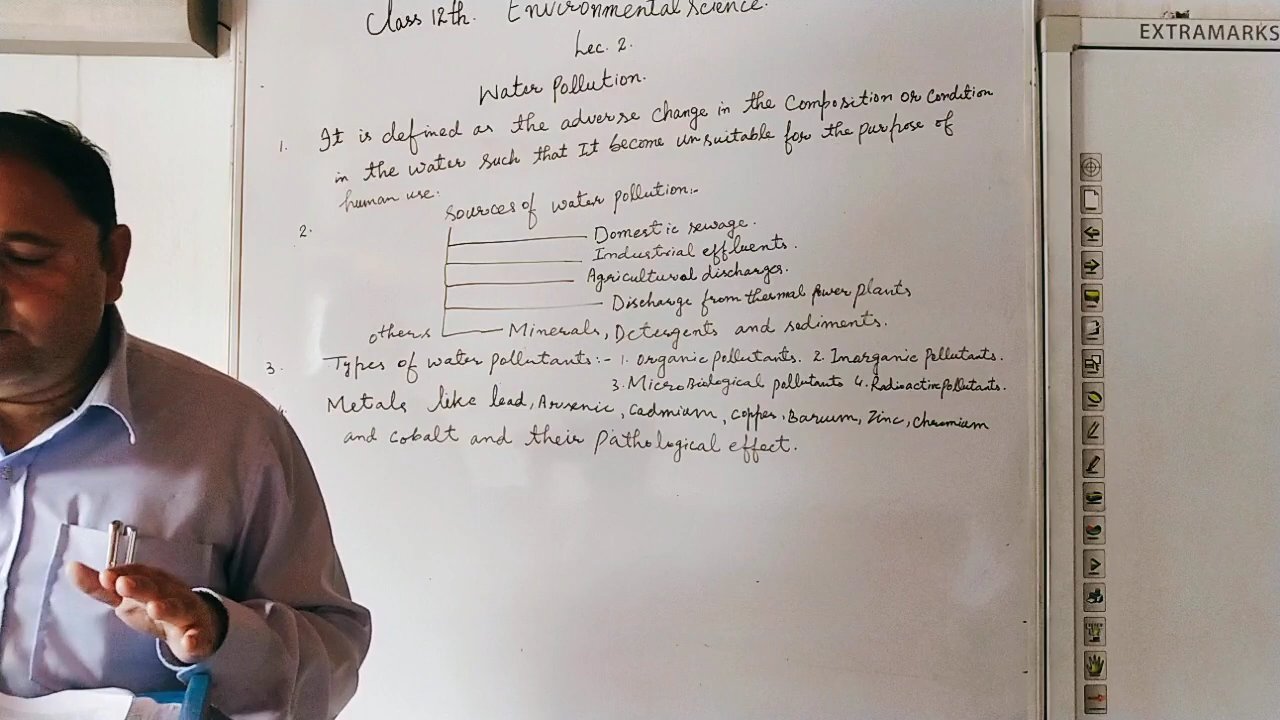 Class 12th. Environmental Science.
Lec. 2.
Water Pollution.
1. It is defined as the adverse change in the Composition or Condition
in the water such that It become unsuitable for the purpose of
human use.
2. Sources of water pollution:-
Domestic sewage.
Industrial effluents.
Agricultural discharges.
Discharge from thermal power plants
others Minerals, Detergents and sediments.
3. Types of water pollutants:- 1. organic pollutants. 2. Inorganic Pollutants.
3. MicroBiological pollutants 4. Radioactive Pollutants.
Metals like lead, Arsenic, Cadmium, copper, Barium, Zinc, Chromium
and cobalt and their Pathological effect.
EXTRAMARKS